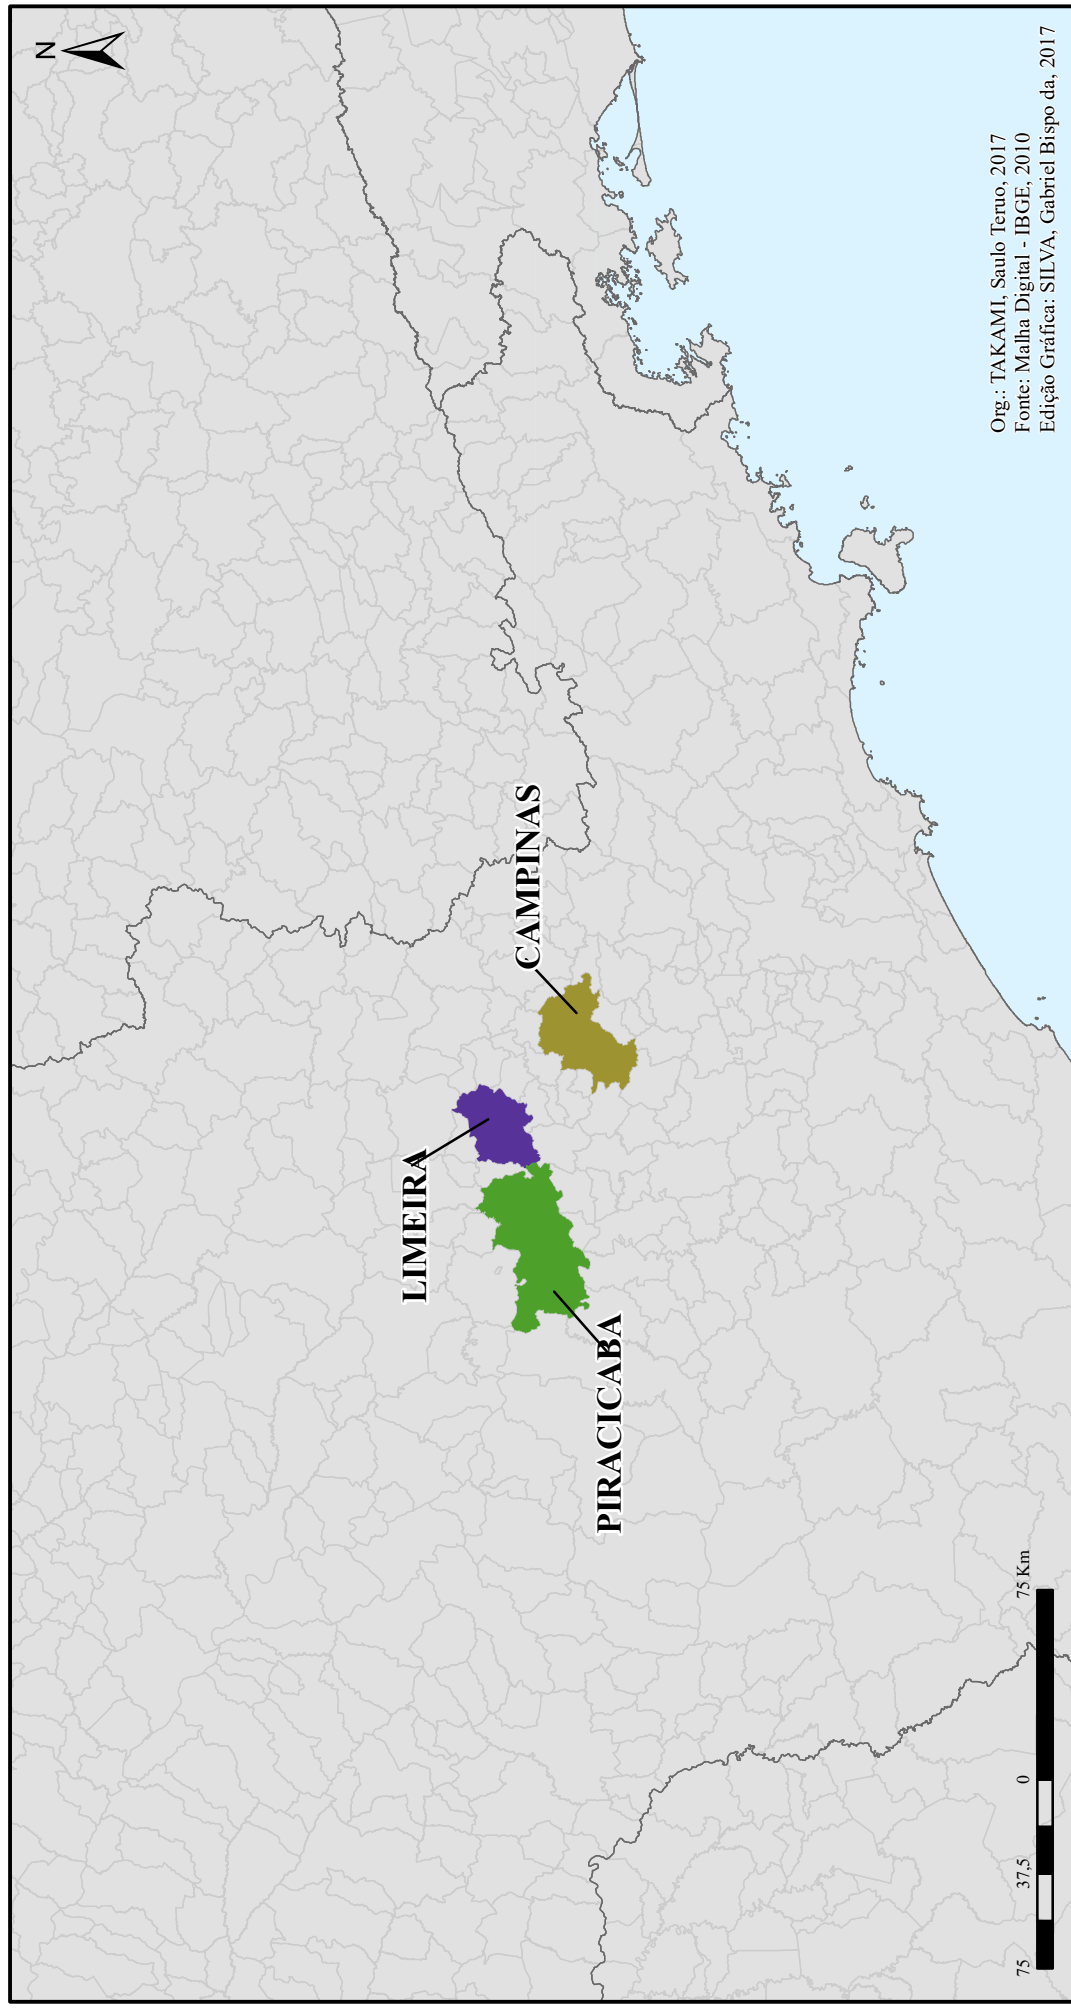 N
LIMEIRA
CAMPINAS
PIRACICABA
75 37,5 0 75 Km
Org.: TAKAMI, Saulo Teruo, 2017
Fonte: Malha Digital - IBGE, 2010
Edição Gráfica: SILVA, Gabriel Bispo da, 2017